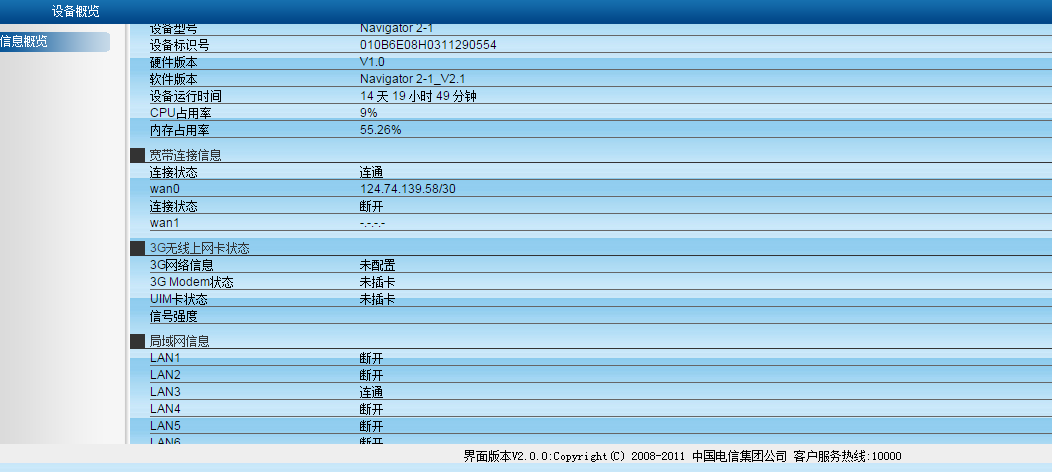 设备概览
信息概览
设备型号 Navigator 2-1
设备标识号 010B6E08H0311290554
硬件版本 V1.0
软件版本 Navigator 2-1_V2.1
设备运行时间 14 天 19 小时 49 分钟
CPU占用率 9%
内存占用率 55.26%
宽带连接信息
连接状态 连通
wan0 124.74.139.58/30
连接状态 断开
wan1 -.-.-.-
3G无线上网卡状态
3G网络信息 未配置
3G Modem状态 未插卡
UIM卡状态 未插卡
信号强度
局域网信息
LAN1 断开
LAN2 断开
LAN3 连通
LAN4 断开
LAN5 断开
LAN6 断开
界面版本V2.0.0:Copyright(C) 2008-2011 中国电信集团公司 客户服务热线:10000